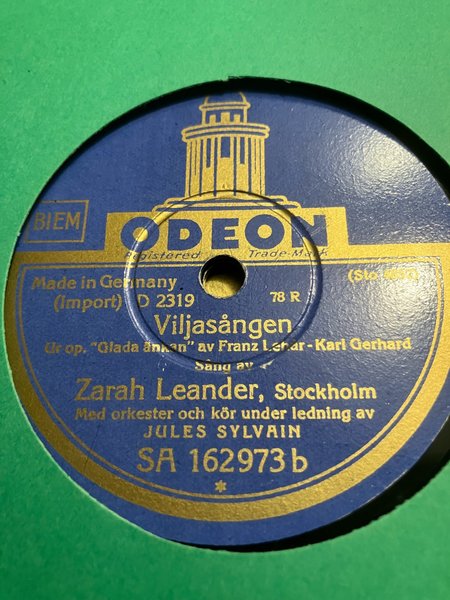 BIEM
ODEON
Registered Trade-Mark
Made in Germany
(Import) D 2319
78 R
(Sto
Viljasången
Ur op. "Glada änkan" av Franz Lehár - Karl Gerhard
Sång av
Zarah Leander, Stockholm
Med orkester och kör under ledning av
JULES SYLVAIN
SA 162973 b
*